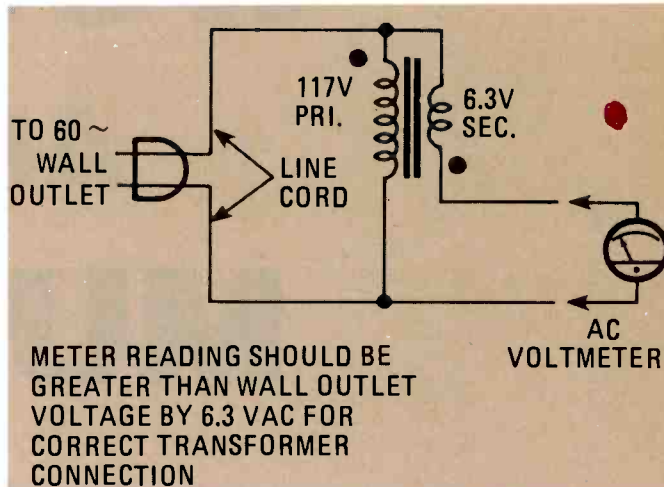 117V
PRI.
6.3V
SEC.
TO 60 ~
WALL
OUTLET
LINE
CORD
AC
VOLTMETER
METER READING SHOULD BE
GREATER THAN WALL OUTLET
VOLTAGE BY 6.3 VAC FOR
CORRECT TRANSFORMER
CONNECTION